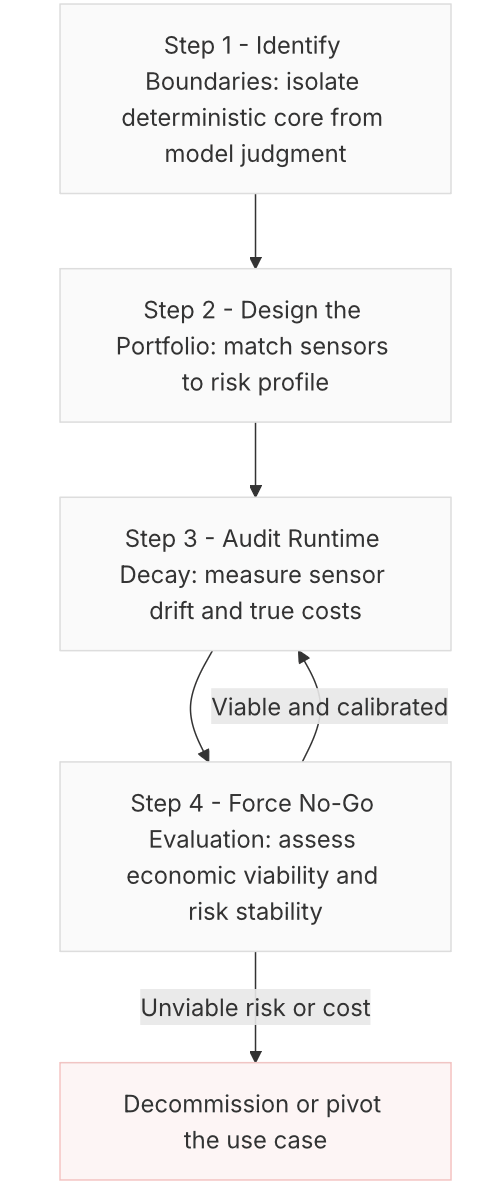 Step 1 - Identify
Boundaries: isolate
deterministic core from
model judgment
Step 2 - Design the
Portfolio: match sensors
to risk profile
Step 3 - Audit Runtime
Decay: measure sensor
drift and true costs
Viable and calibrated
Step 4 - Force No-Go
Evaluation: assess
economic viability and
risk stability
Unviable risk or cost
Decommission or pivot
the use case